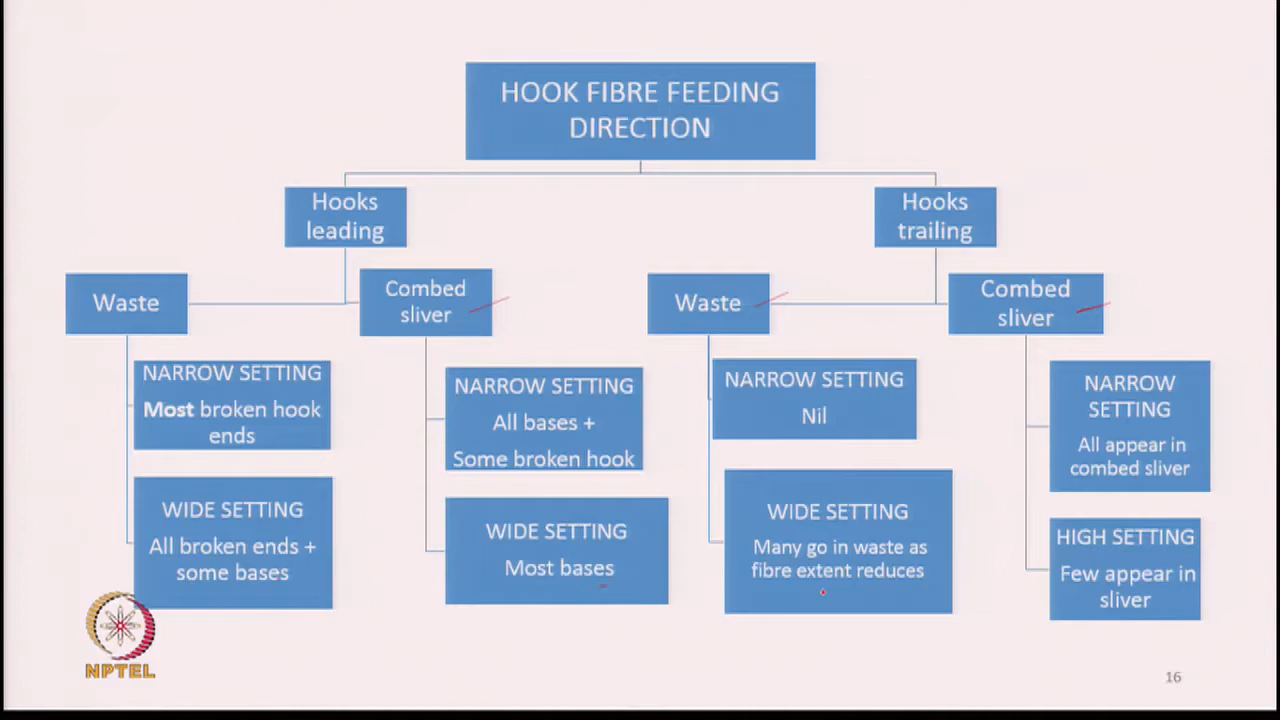 HOOK FIBRE FEEDING
DIRECTION
Hooks
leading
Hooks
trailing
Waste
Combed
sliver
Waste
Combed
sliver
NARROW SETTING
Most broken hook
ends
WIDE SETTING
All broken ends +
some bases
NARROW SETTING
All bases +
Some broken hook
WIDE SETTING
Most bases
NARROW SETTING
Nil
WIDE SETTING
Many go in waste as
fibre extent reduces
NARROW
SETTING
All appear in
combed sliver
HIGH SETTING
Few appear in
sliver
NPTEL
16